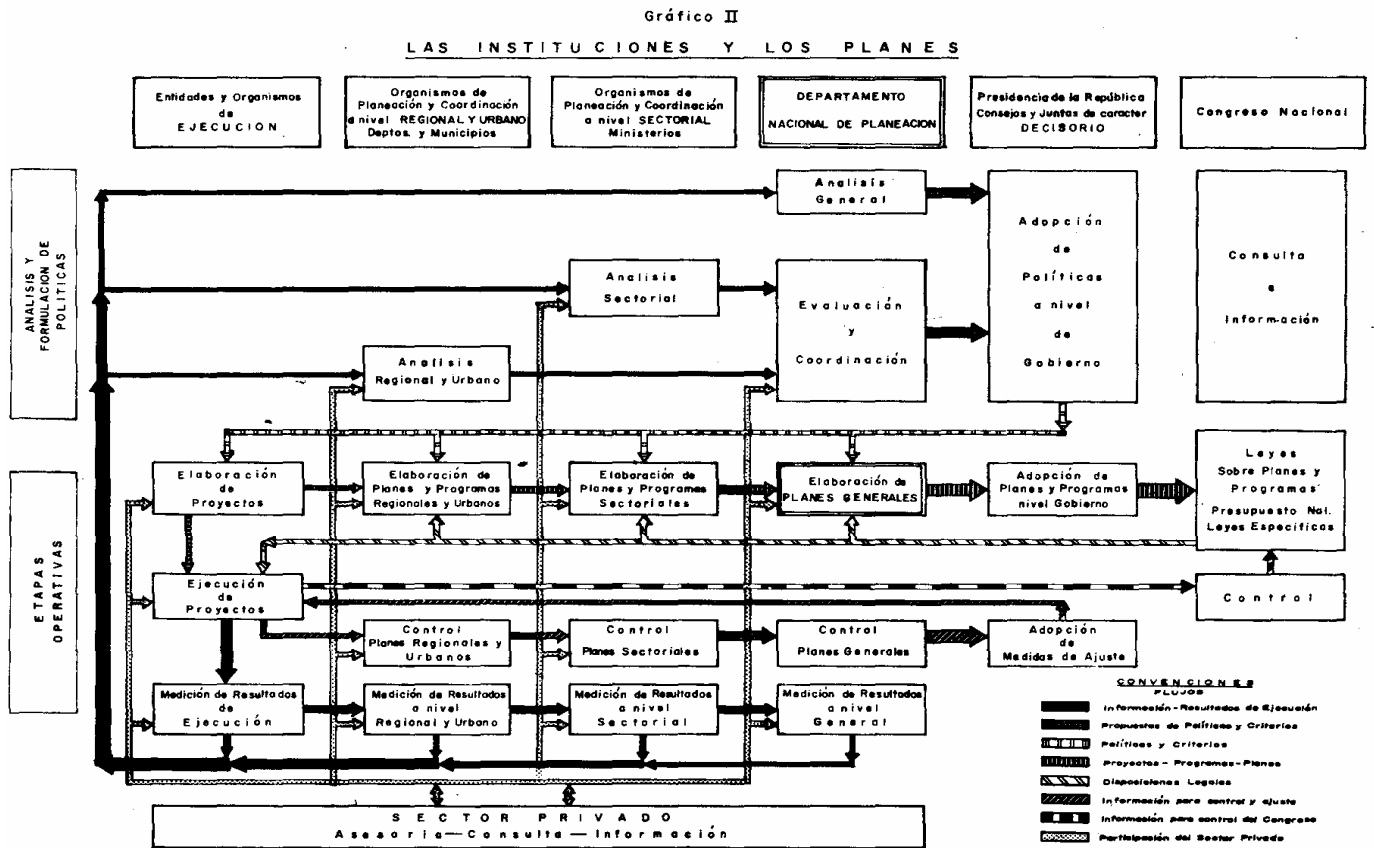 Gráfico II
LAS INSTITUCIONES Y LOS PLANES
Entidades y Organismos
de
EJECUCIÓN
Organismos de
Planeación y Coordinación
a nivel REGIONAL Y URBANO
Deptos. y Municipios
Organismos de
Planeación y Coordinación
a nivel SECTORIAL
Ministerios
DEPARTAMENTO
NACIONAL DE PLANEACION
Presidencia de la República
Consejos y Juntas de caracter
DECISORIO
Congreso Nacional
ANALISIS Y
FORMULACION DE
POLITICAS
Analisis
General
Adopción
de
Políticas
a nivel
de
Gobierno
Consulta
e
Información
Analisis
Sectorial
Evaluación
y
Coordinación
Analisis
Regional y Urbano
ETAPAS
OPERATIVAS
Elaboración
de
Proyectos
Elaboración de
Planes y Programas
Regionales y Urbanos
Elaboración de
Planes y Programas
Sectoriales
Elaboración de
PLANES GENERALES
Adopción de
Planes y Programas
nivel Gobierno
Leyes
Sobre Planes y
Programas
Presupuesto Nal.
Leyes Específicas
Ejecución
de
Proyectos
Control
Control
Planes Regionales y
Urbanos
Control
Planes Sectoriales
Control
Planes Generales
Adopción
de
Medidas de Ajuste
Medición de Resultados
de
Ejecución
Medición de Resultados
a nivel
Regional y Urbano
Medición de Resultados
a nivel
Sectorial
Medición de Resultados
a nivel
General
CONVENCIONES
FLUJOS
Información-Resultados de Ejecución
Propuestas de Políticas y Criterios
Políticas y Criterios
Proyectos-Programas-Planes
Disposiciones Legales
Información para control y ajuste
Información para control del Congreso
Participación del Sector Privado
SECTOR PRIVADO
Asesoría—Consulta—Información